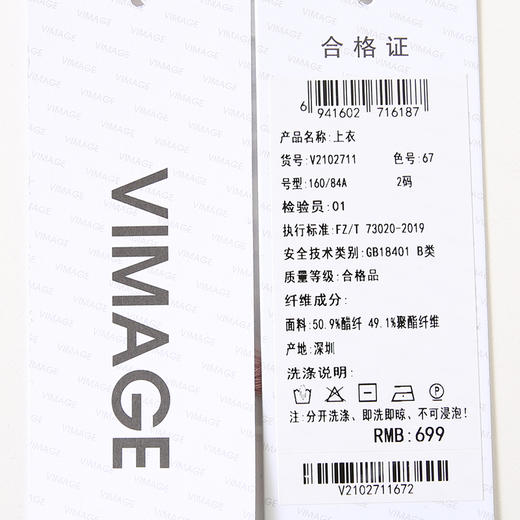 VIMAGE
合格证
6 941602 716187
产品名称:上衣
货号:V2102711 色号:67
号型:160/84A 2码
检验员:01
执行标准:FZ/T 73020-2019
安全技术类别:GB18401 B类
质量等级:合格品
纤维成分:
面料:50.9%醋纤 49.1%聚酯纤维
产地:深圳
洗涤说明:
注:分开洗涤、即洗即晾、不可浸泡!
RMB:699
V2102711672